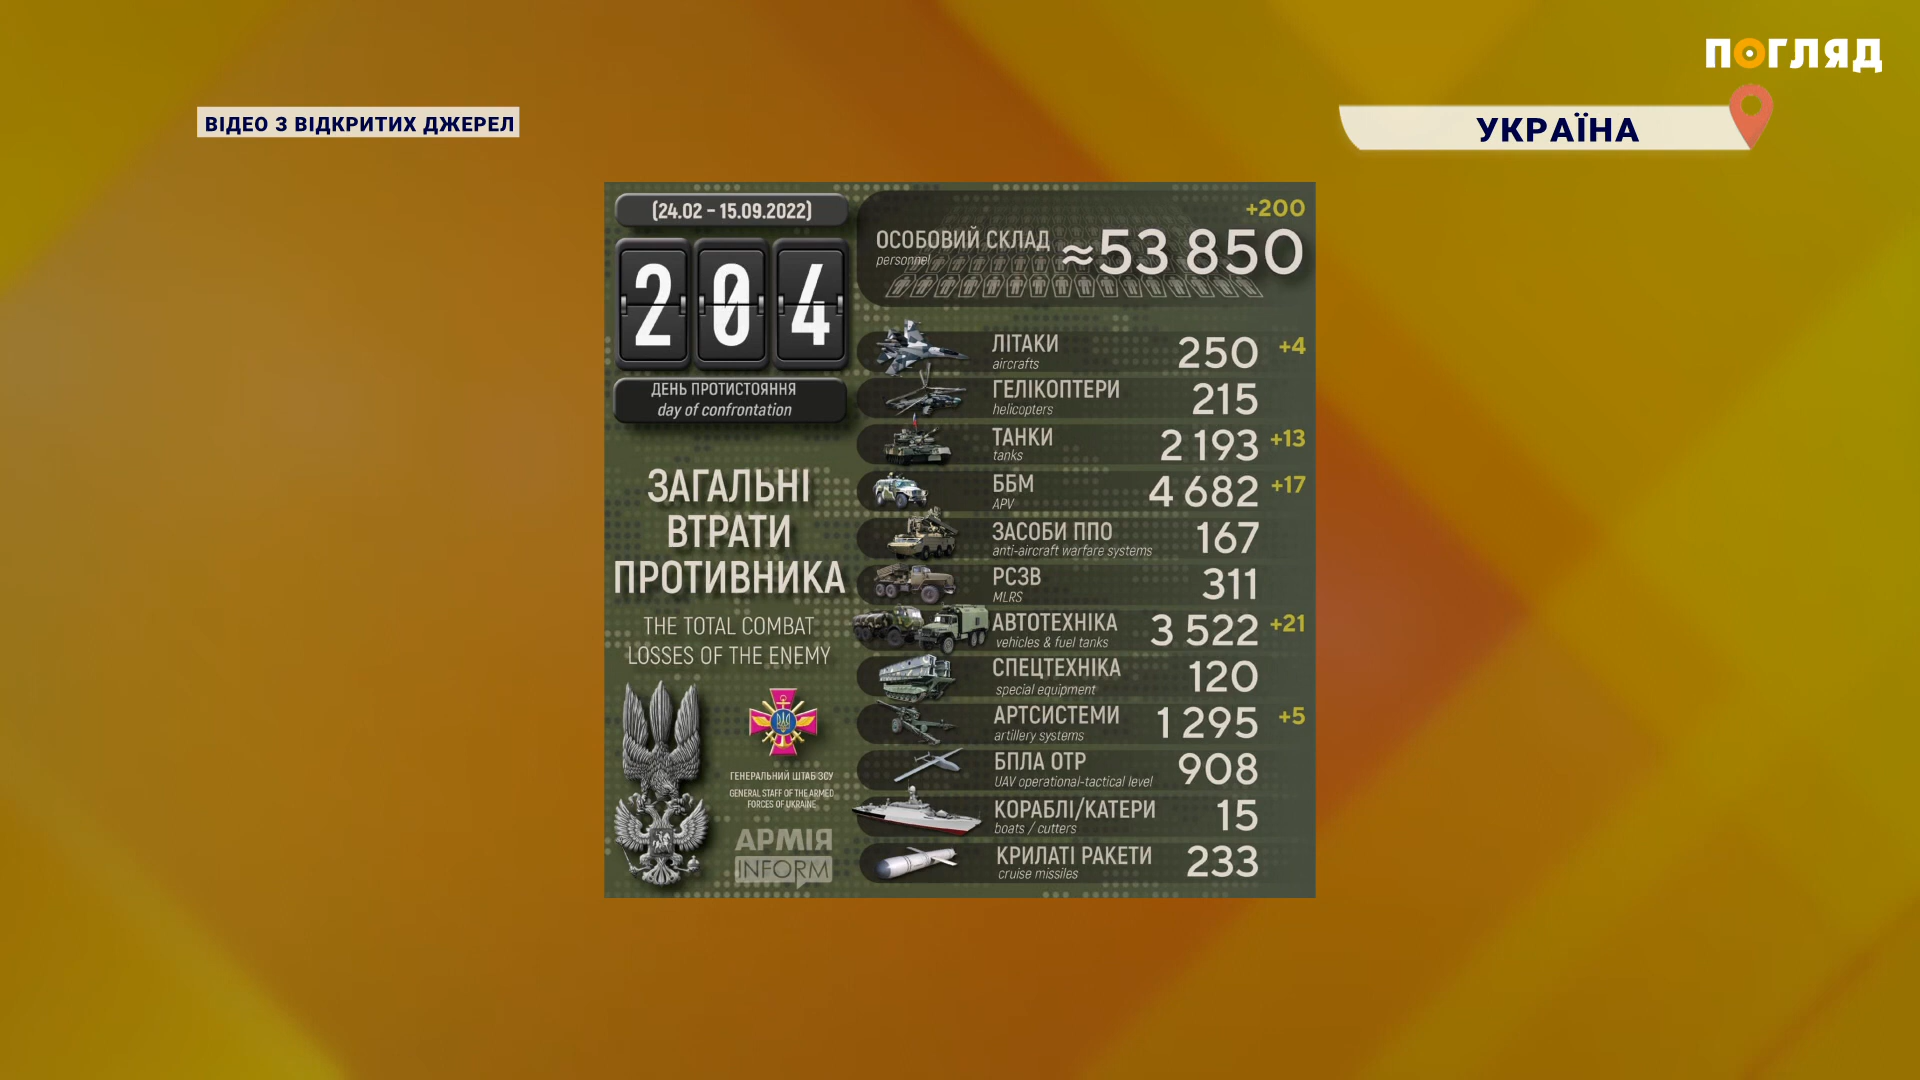 ПОГЛЯД
ВІДЕО З ВІДКРИТИХ ДЖЕРЕЛ
УКРАЇНА
(24.02 – 15.09.2022)
204
ДЕНЬ ПРОТИСТОЯННЯ
day of confrontation
ЗАГАЛЬНІ
ВТРАТИ
ПРОТИВНИКА
THE TOTAL COMBAT
LOSSES OF THE ENEMY
ГЕНЕРАЛЬНИЙ ШТАБ ЗСУ
GENERAL STAFF OF THE ARMED
FORCES OF UKRAINE
АРМІЯ
INFORM
+200
ОСОБОВИЙ СКЛАД ≈53 850
personnel
ЛІТАКИ 250 +4
aircrafts
ГЕЛІКОПТЕРИ 215
helicopters
ТАНКИ 2 193 +13
tanks
ББМ 4 682 +17
APV
ЗАСОБИ ППО 167
anti-aircraft warfare systems
РСЗВ 311
MLRS
АВТОТЕХНІКА 3 522 +21
vehicles & fuel tanks
СПЕЦТЕХНІКА 120
special equipment
АРТСИСТЕМИ 1 295 +5
artillery systems
БПЛА ОТР 908
UAV operational-tactical level
КОРАБЛІ/КАТЕРИ 15
boats / cutters
КРИЛАТІ РАКЕТИ 233
cruise missiles